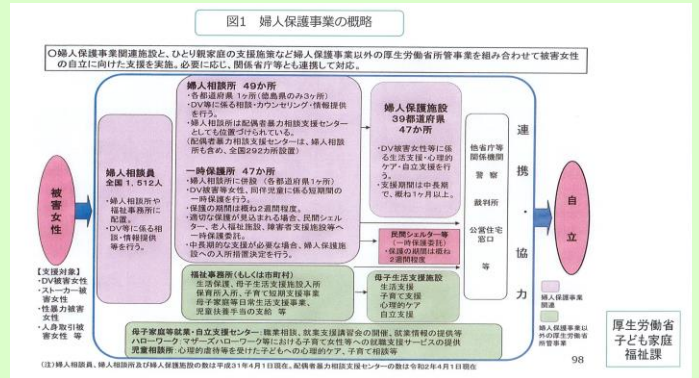 図1　婦人保護事業の概略
〇婦人保護事業関連施設と、ひとり親家庭の支援施策など婦人保護事業以外の厚生労働省所管事業を組み合わせて被害女性
の自立に向けた支援を実施。必要に応じ、関係省庁等とも連携して対応。
被害女性
【支援対象】
・DV被害女性
・ストーカー被
害女性
・性暴力被害
女性
・人身取引被
害女性 等
婦人相談員
全国1,512人
・婦人相談所や
福祉事務所に
配置。
・DV等に係る相
談・情報提供
等を行う。
婦人相談所 49か所
・各都道府県1ヶ所(徳島県のみ3ヶ所)
・DV等に係る相談・カウンセリング・情報提供
を行う。
・婦人相談所は配偶者暴力相談支援センター
としても位置づけられている。
(配偶者暴力相談支援センターは、婦人相談
所も含め、全国292カ所設置)
一時保護所 47か所
・婦人相談所に併設(各都道府県1ヶ所)
・DV被害者等女性、同伴児童に係る短期間の
一時保護を行う。
・保護の期間は概ね2週間程度。
・適切な保護が見込まれる場合、民間シェル
ター、老人福祉施設、障害者支援施設等へ
一時保護委託。
・中長期的な支援が必要な場合、婦人保護施
設への入所措置決定を行う。
婦人保護施設
39都道府県
47か所
・DV被害女性等に係
る生活支援・心理的
ケア・自立支援を行
う。
・支援期間は中長期
で、概ね1ヶ月以上。
民間シェルター等
(一時保護委託)
・保護の期間は概ね
2週間程度
福祉事務所(もしくは市町村)
生活保護、母子生活支援施設入所
保育所入所、子育て短期支援事業
母子家庭等日常生活支援事業、
児童扶養手当の支給 等
母子生活支援施設
生活支援
子育て支援
心理的ケア
自立支援
母子家庭等就業・自立支援センター:職業相談、就業支援講習会の開催、就業情報の提供等
ハローワーク:マザーズハローワーク等における子育て女性等への就職支援サービスの提供
児童相談所:心理的虐待等を受けた子どもへの心理的ケア、子育て相談等
他省庁等
関係機関
警察
裁判所
公営住宅
窓口
等
連携・協力
自立
婦人保護事業
関連
婦人保護事業以
外の厚生労働省
所管事業
98
厚生労働省
子ども家庭
福祉課
(注)婦人相談員、婦人相談所及び婦人保護施設の数は平成31年4月1日現在。配偶者暴力相談支援センターの数は令和2年4月1日現在